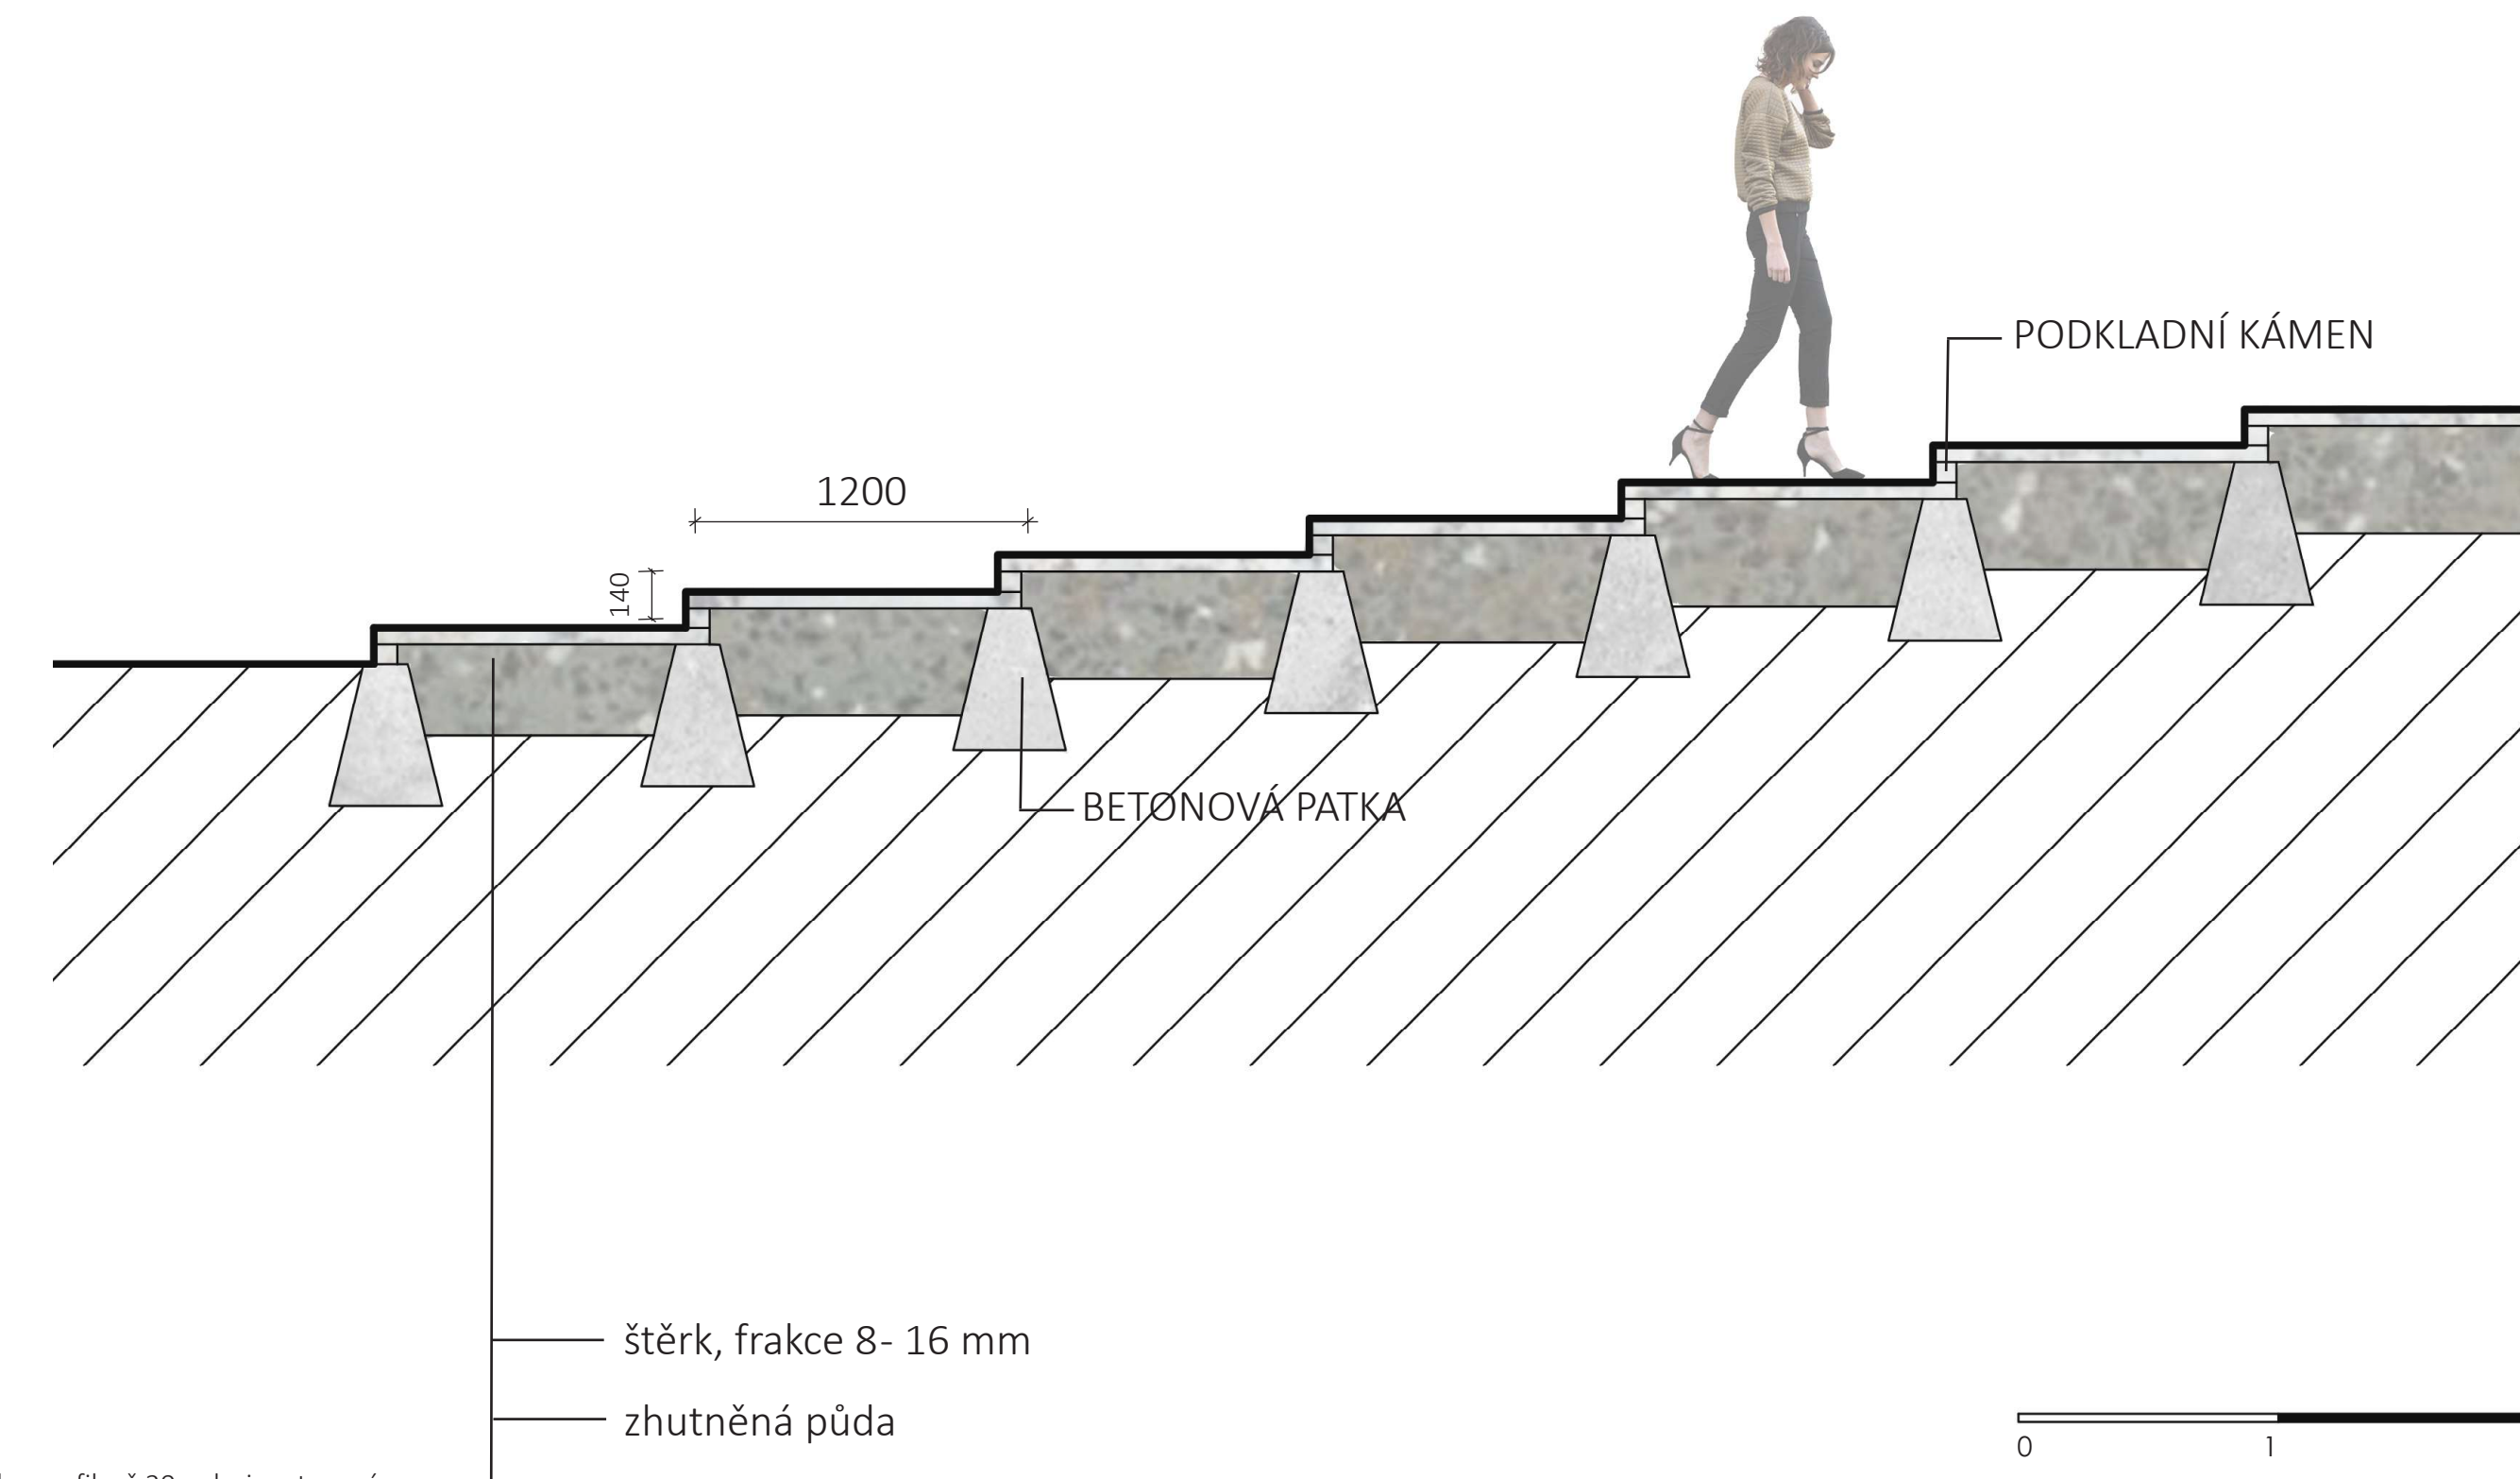 PODKLADNÍ KÁMEN
1200
140
BETONOVÁ PATKA
štěrk, frakce 8- 16 mm
zhutněná půda
0 1